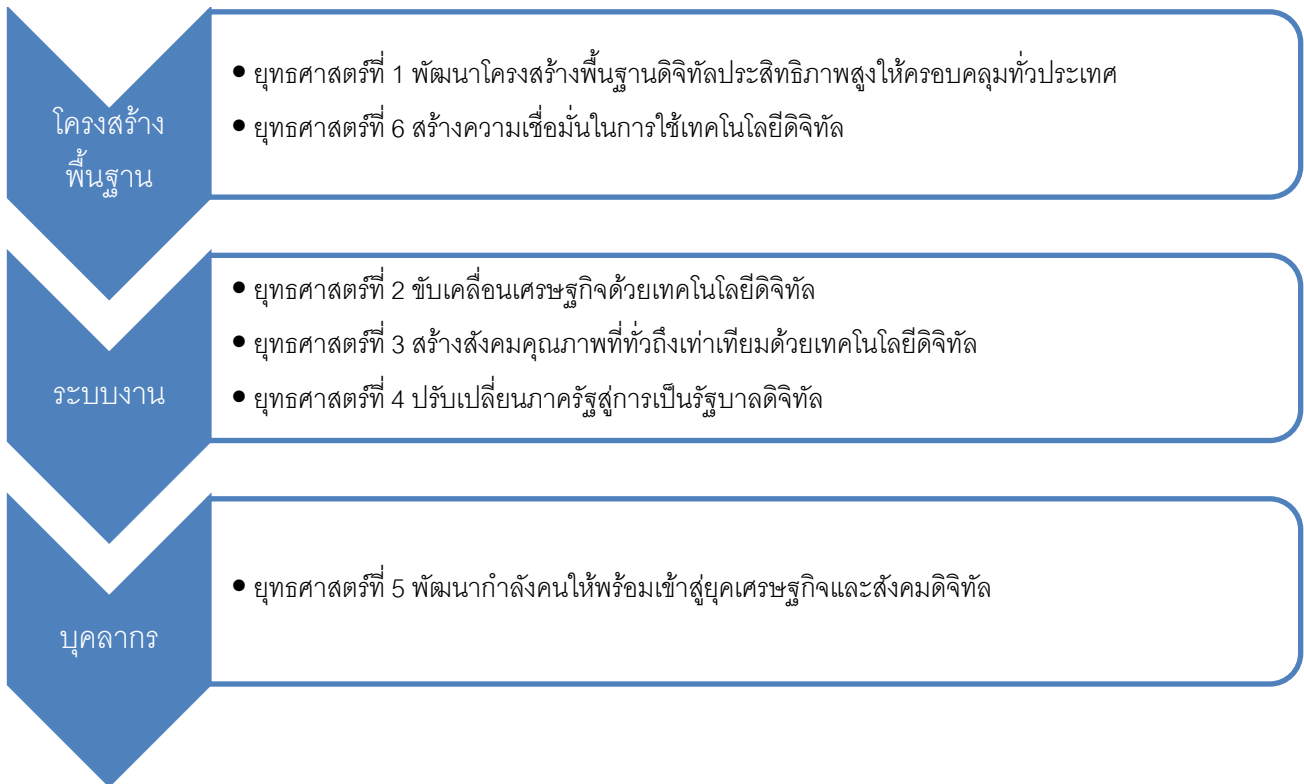 โครงสร้าง
พื้นฐาน
• ยุทธศาสตร์ที่ 1 พัฒนาโครงสร้างพื้นฐานดิจิทัลประสิทธิภาพสูงให้ครอบคลุมทั่วประเทศ
• ยุทธศาสตร์ที่ 6 สร้างความเชื่อมั่นในการใช้เทคโนโลยีดิจิทัล
ระบบงาน
• ยุทธศาสตร์ที่ 2 ขับเคลื่อนเศรษฐกิจด้วยเทคโนโลยีดิจิทัล
• ยุทธศาสตร์ที่ 3 สร้างสังคมคุณภาพที่ทั่วถึงเท่าเทียมด้วยเทคโนโลยีดิจิทัล
• ยุทธศาสตร์ที่ 4 ปรับเปลี่ยนภาครัฐสู่การเป็นรัฐบาลดิจิทัล
บุคลากร
• ยุทธศาสตร์ที่ 5 พัฒนากำลังคนให้พร้อมเข้าสู่ยุคเศรษฐกิจและสังคมดิจิทัล